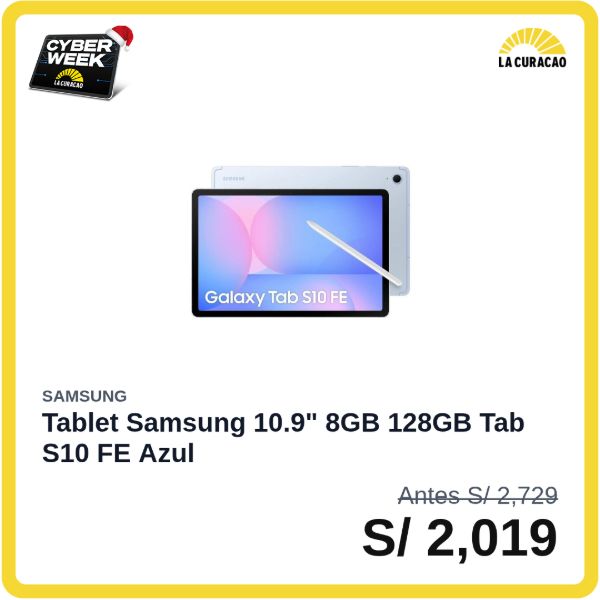 CYBER
WEEK
LA CURACAO
LA CURACAO
SAMSUNG
Galaxy Tab S10 FE
SAMSUNG
Tablet Samsung 10.9" 8GB 128GB Tab
S10 FE Azul
Antes S/ 2,729
S/ 2,019